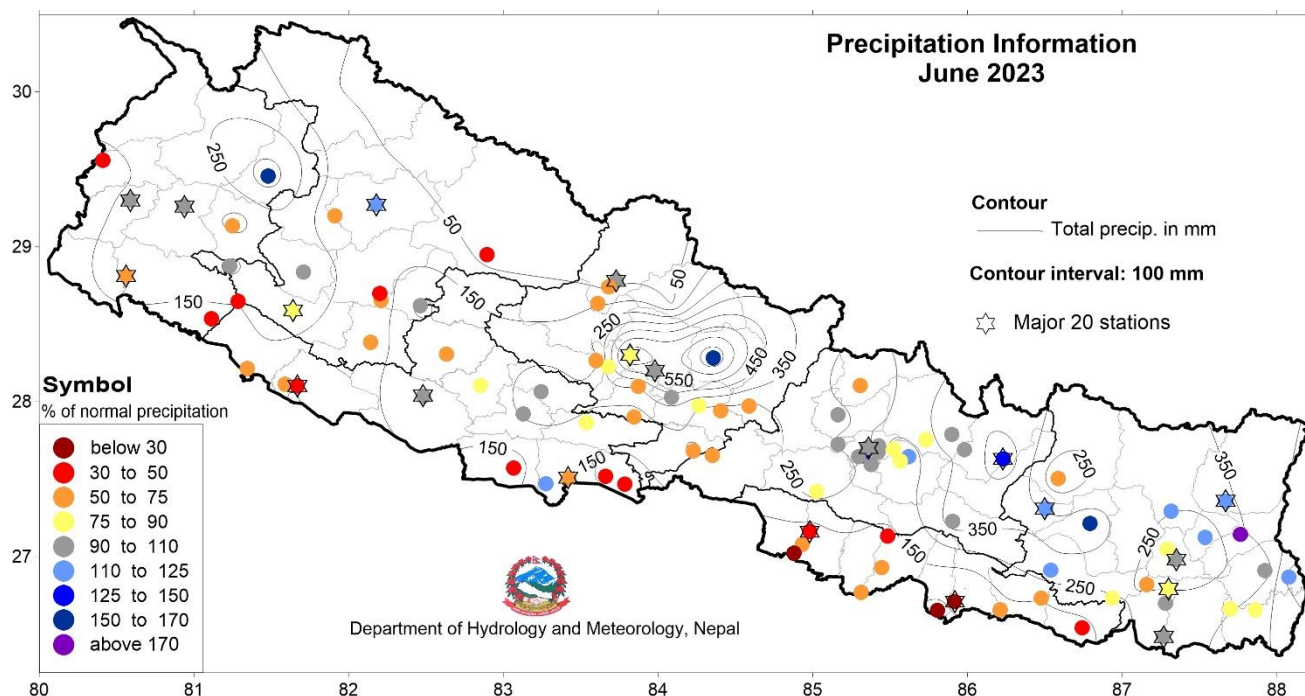 Precipitation Information
June 2023
30
29
28
27
250
50
150
150
50
250
450
350
550
150
150
250
350
150
250
250
350
250
Contour
Total precip. in mm
Contour interval: 100 mm
Major 20 stations
Symbol
% of normal precipitation
below 30
30 to 50
50 to 75
75 to 90
90 to 110
110 to 125
125 to 150
150 to 170
above 170
Department of Hydrology and Meteorology, Nepal
80 81 82 83 84 85 86 87 88